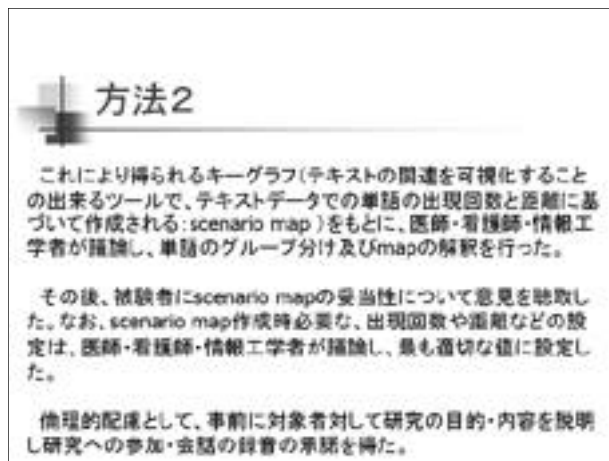 方法2
これにより得られるキーグラフ(テキストの関連を可視化すること
の出来るツールで、テキストデータでの単語の出現回数と距離に基
づいて作成される:scenario map )をもとに、医師・看護師・情報工
学者が議論し、単語のグループ分け及びmapの解釈を行った。
その後、被験者にscenario mapの妥当性について意見を聴取し
た。なお、scenario map作成時必要な、出現回数や距離などの設
定は、医師・看護師・情報工学者が議論し、最も適切な値に設定し
た。
倫理的配慮として、事前に対象者対して研究の目的・内容を説明
し研究への参加・会話の録音の承諾を得た。